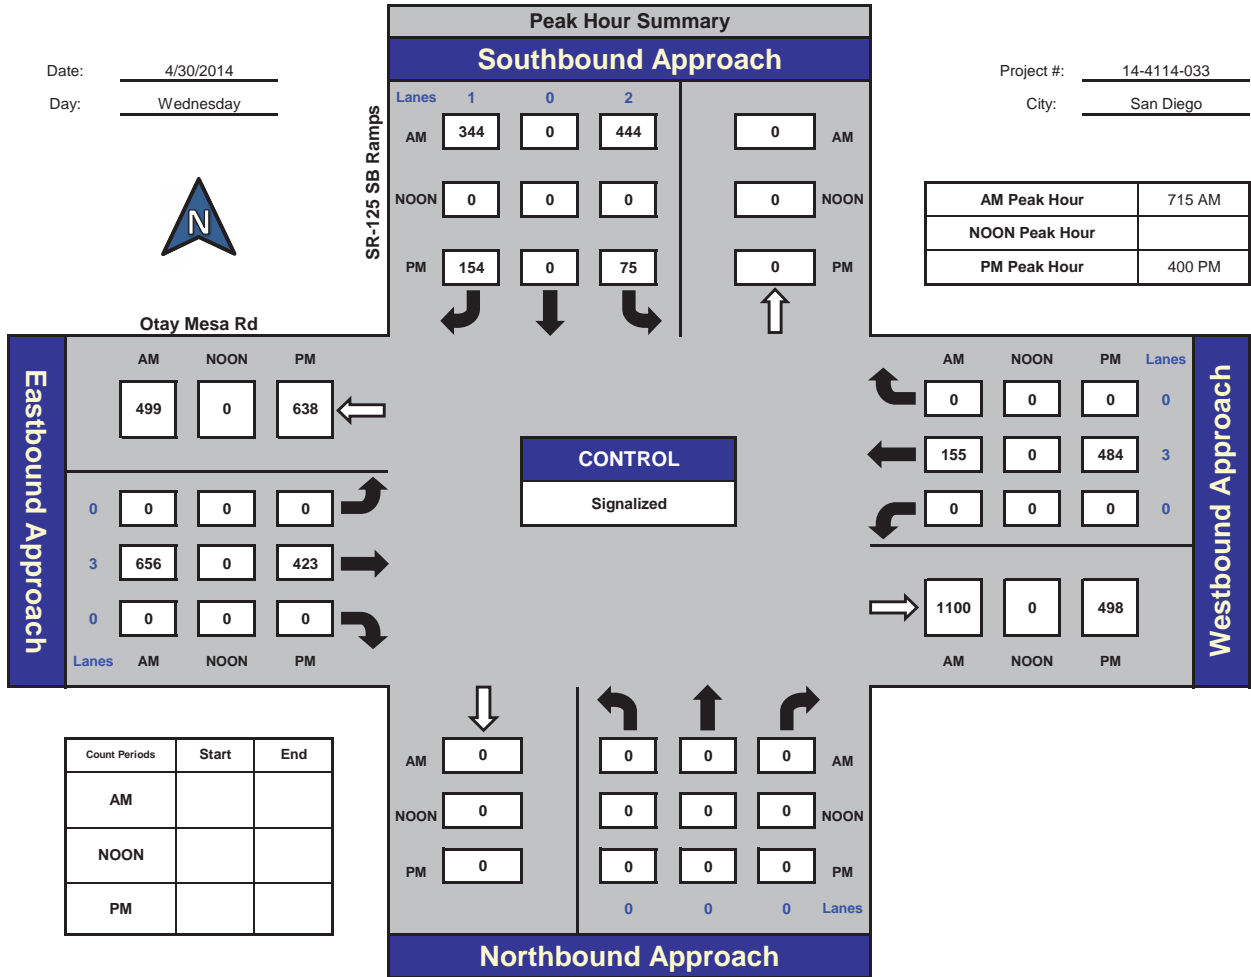 Peak Hour Summary
Southbound Approach
Date: 4/30/2014
Day: Wednesday
Project #: 14-4114-033
City: San Diego
SR-125 SB Ramps
Lanes 1 0 2
AM 344 0 444 0 AM
NOON 0 0 0 0 NOON
PM 154 0 75 0 PM
N
AM Peak Hour 715 AM
NOON Peak Hour
PM Peak Hour 400 PM
Otay Mesa Rd
Eastbound Approach
AM NOON PM
499 0 638
0 0 0 0
3 656 0 423
0 0 0 0
Lanes AM NOON PM
CONTROL
Signalized
AM NOON PM Lanes
0 0 0 0
155 0 484 3
0 0 0 0
1100 0 498
AM NOON PM
Westbound Approach
Count Periods Start End
AM
NOON
PM
AM 0 0 0 0 AM
NOON 0 0 0 0 NOON
PM 0 0 0 0 PM
0 0 0 Lanes
Northbound Approach